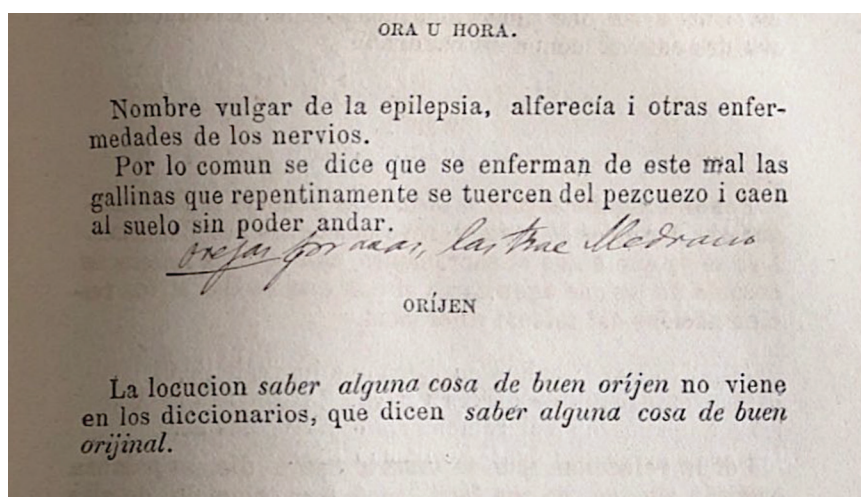 ORA U HORA.
Nombre vulgar de la epilepsia, alferecía i otras enfer-
medades de los nervios.
Por lo comun se dice que se enferman de este mal las
gallinas que repentinamente se tuercen del pezcuezo i caen
al suelo sin poder andar.
orejas por asas, las trae Medrano
ORÍJEN
La locucion saber alguna cosa de buen oríjen no viene
en los diccionarios, que dicen saber alguna cosa de buen
orijinal.